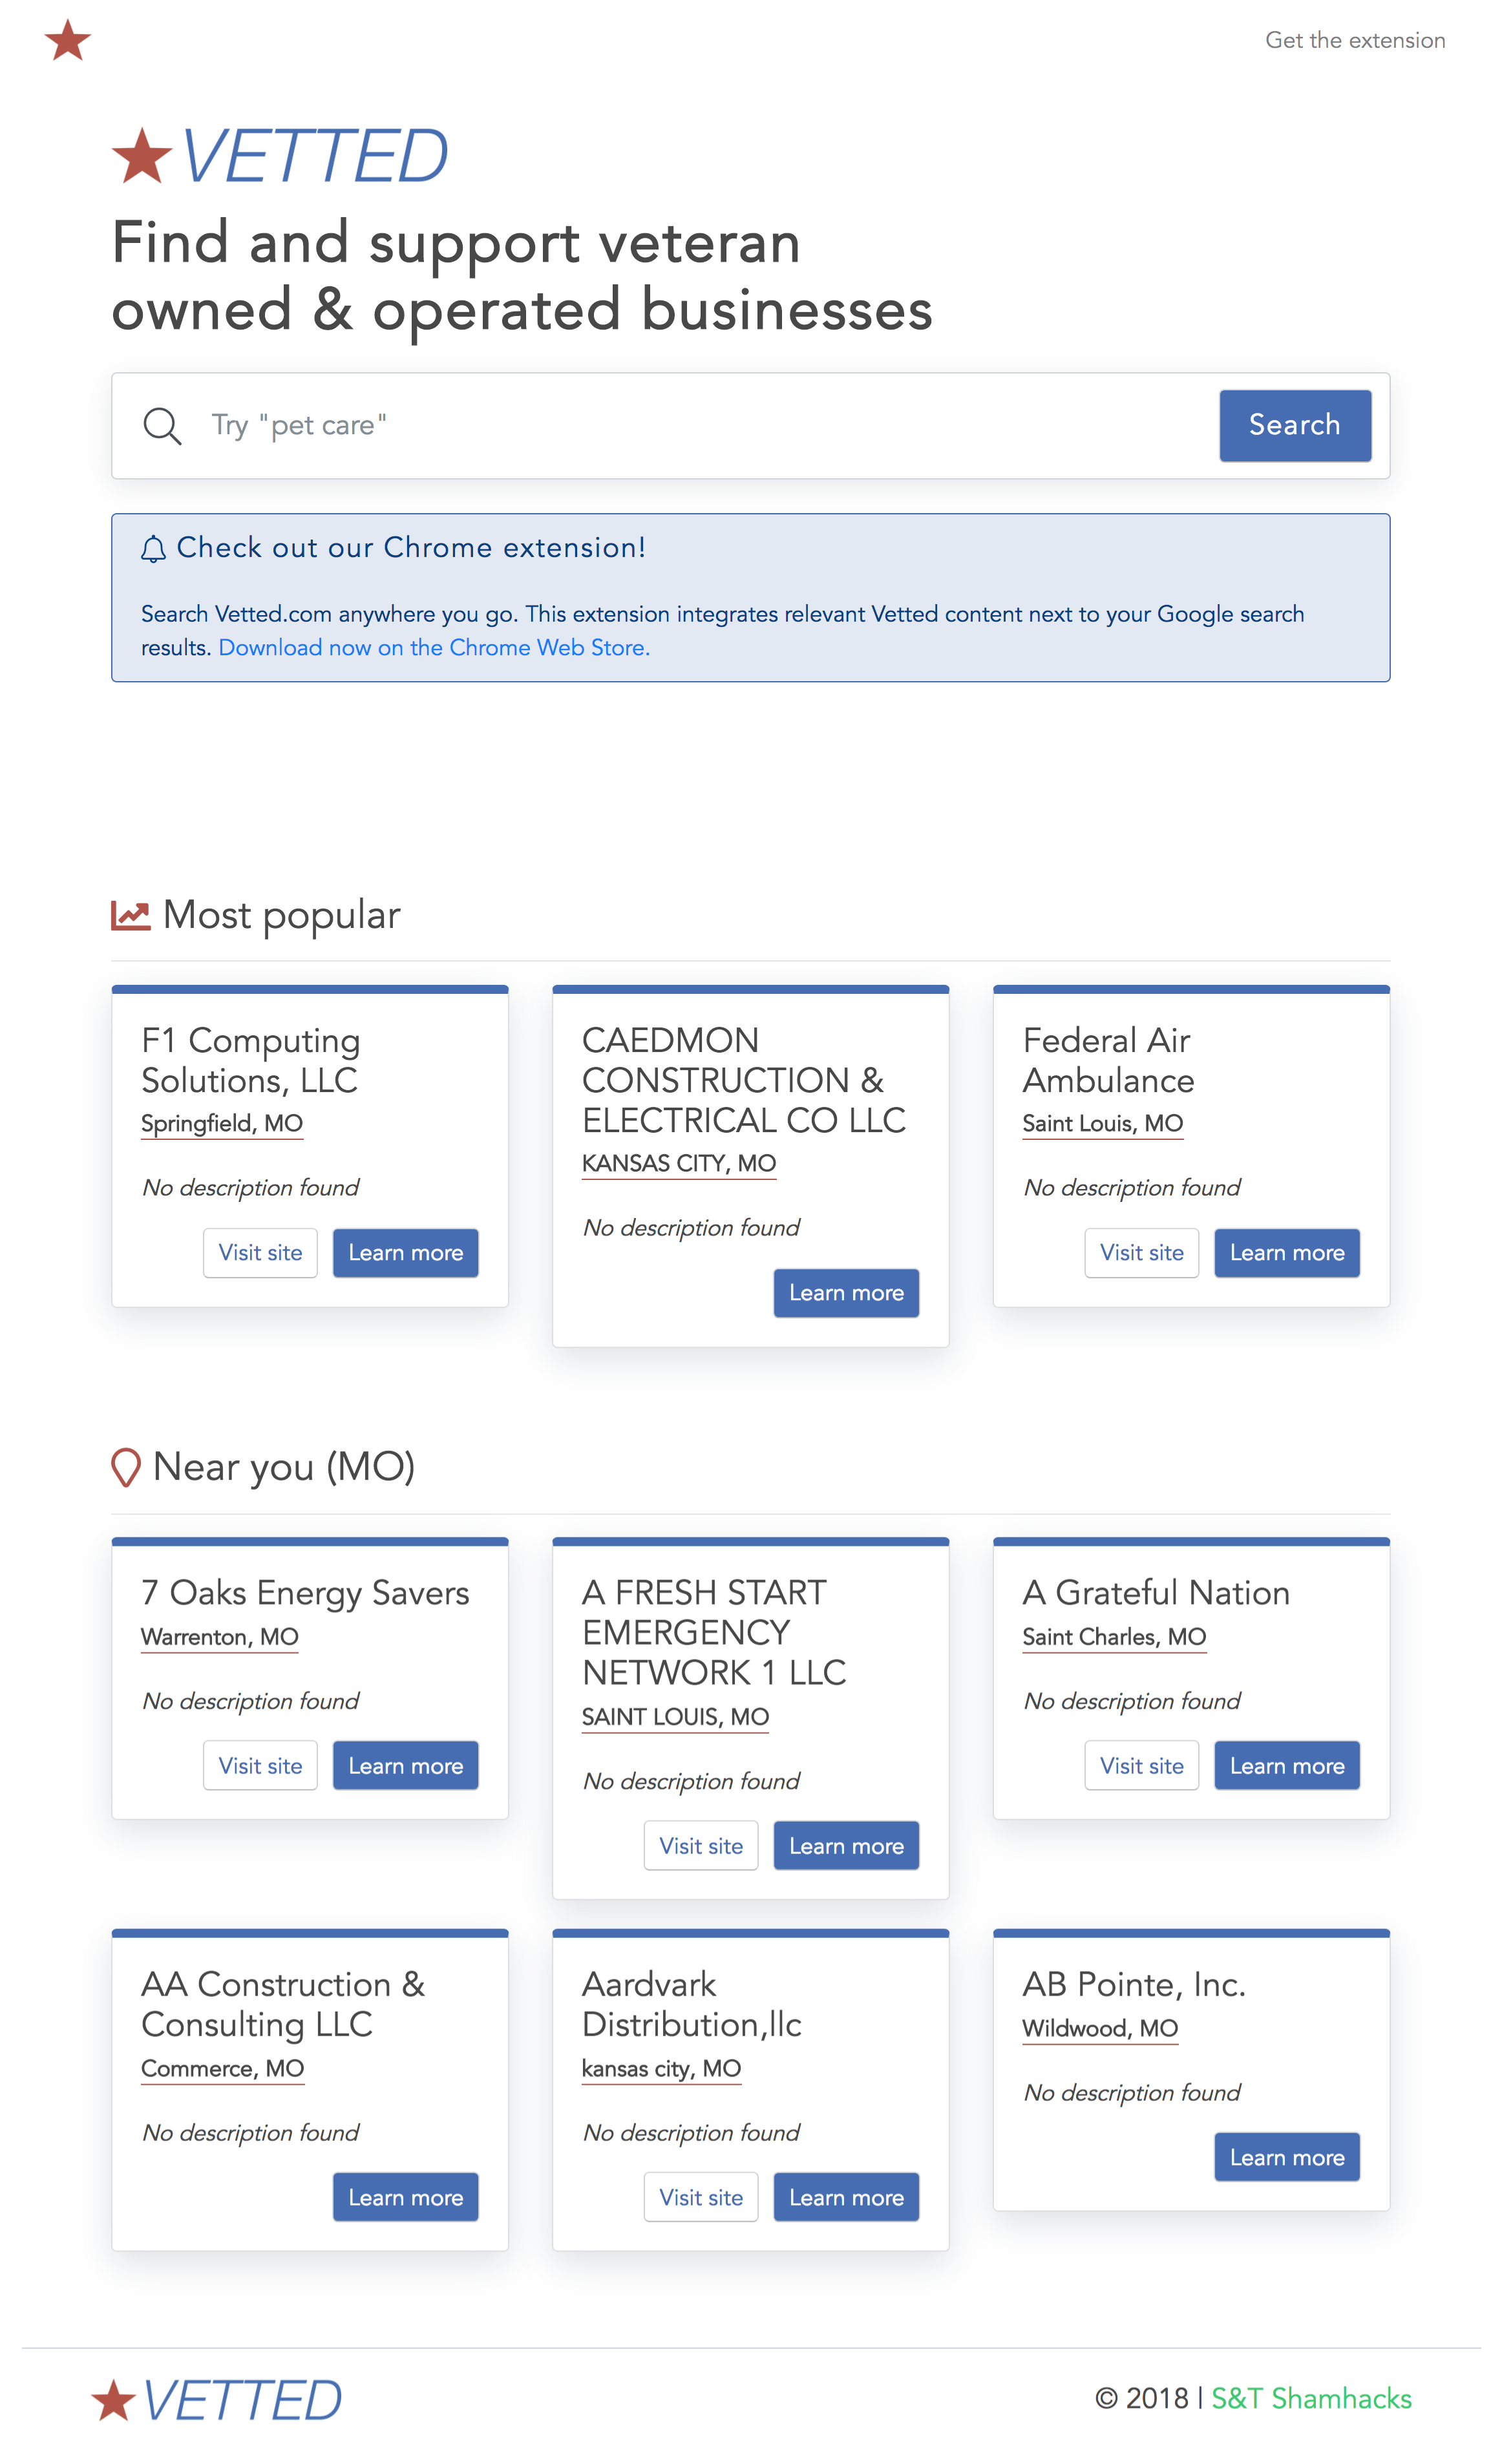 Get the extension
VETTED
Find and support veteran
owned & operated businesses
Try "pet care"
Search
Check out our Chrome extension!
Search Vetted.com anywhere you go. This extension integrates relevant Vetted content next to your Google search
results. Download now on the Chrome Web Store.
Most popular
F1 Computing
Solutions, LLC
Springfield, MO
No description found
Visit site
Learn more
CAEDMON
CONSTRUCTION &
ELECTRICAL CO LLC
KANSAS CITY, MO
No description found
Learn more
Federal Air
Ambulance
Saint Louis, MO
No description found
Visit site
Learn more
Near you (MO)
7 Oaks Energy Savers
Warrenton, MO
No description found
Visit site
Learn more
A FRESH START
EMERGENCY
NETWORK 1 LLC
SAINT LOUIS, MO
No description found
Visit site
Learn more
A Grateful Nation
Saint Charles, MO
No description found
Visit site
Learn more
AA Construction &
Consulting LLC
Commerce, MO
No description found
Learn more
Aardvark
Distribution,llc
kansas city, MO
No description found
Visit site
Learn more
AB Pointe, Inc.
Wildwood, MO
No description found
Learn more
VETTED
© 2018 | S&T Shamhacks